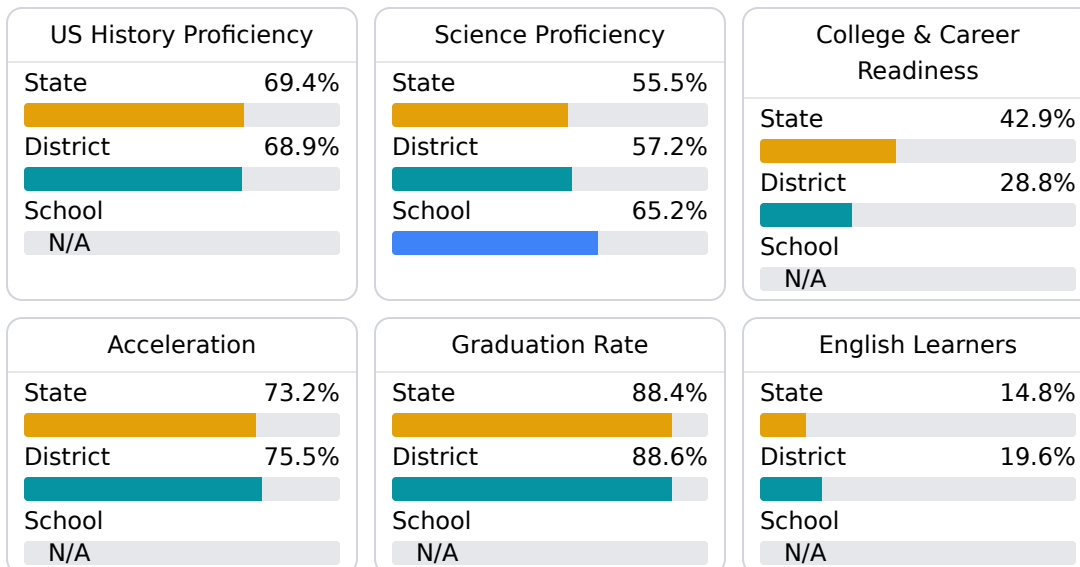 US History Proficiency
State 69.4%
District 68.9%
School
N/A
Science Proficiency
State 55.5%
District 57.2%
School 65.2%
College & Career
Readiness
State 42.9%
District 28.8%
School
N/A
Acceleration
State 73.2%
District 75.5%
School
N/A
Graduation Rate
State 88.4%
District 88.6%
School
N/A
English Learners
State 14.8%
District 19.6%
School
N/A